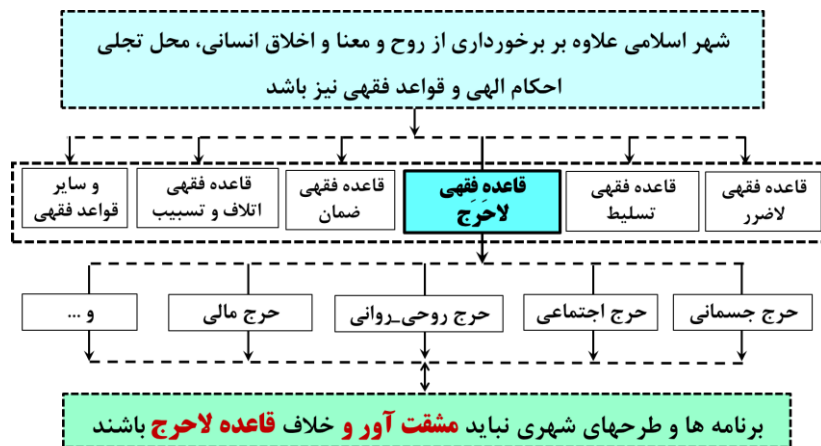 شهر اسلامی علاوه بر برخورداری از روح و معنا و اخلاق انسانی، محل تجلی
احکام الهی و قواعد فقهی نیز باشد
قاعده فقهی
لاضرر
قاعده فقهی
تسلیط
قاعده فقهی
لاحَرَج
قاعده فقهی
ضمان
قاعده فقهی
اتلاف و تسبیب
و سایر
قواعد فقهی
حرج جسمانی
حرج اجتماعی
حرج روحی_روانی
حرج مالی
و ...
برنامه ها و طرحهای شهری نباید مشقت آور و خلاف قاعده لاحرج باشند